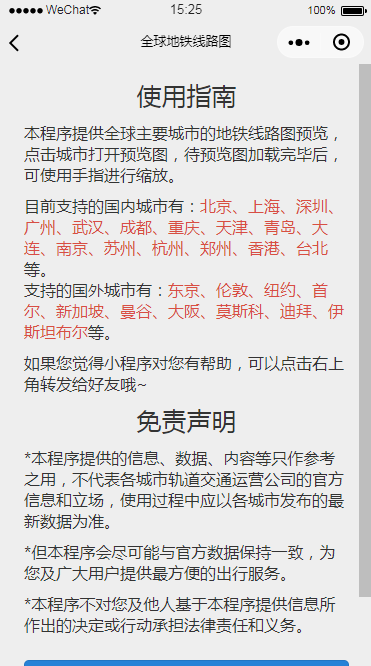 WeChat 15:25 100%
全球地铁线路图
使用指南
本程序提供全球主要城市的地铁线路图预览，
点击城市打开预览图，待预览图加载完毕后，
可使用手指进行缩放。
目前支持的国内城市有：北京、上海、深圳、
广州、武汉、成都、重庆、天津、青岛、大
连、南京、苏州、杭州、郑州、香港、台北
等。
支持的国外城市有：东京、伦敦、纽约、首
尔、新加坡、曼谷、大阪、莫斯科、迪拜、伊
斯坦布尔等。
如果您觉得小程序对您有帮助，可以点击右上
角转发给好友哦~
免责声明
*本程序提供的信息、数据、内容等只作参考
之用，不代表各城市轨道交通运营公司的官方
信息和立场，使用过程中应以各城市发布的最
新数据为准。
*但本程序会尽可能与官方数据保持一致，为
您及广大用户提供最方便的出行服务。
*本程序不对您及他人基于本程序提供信息所
作出的决定或行动承担法律责任和义务。